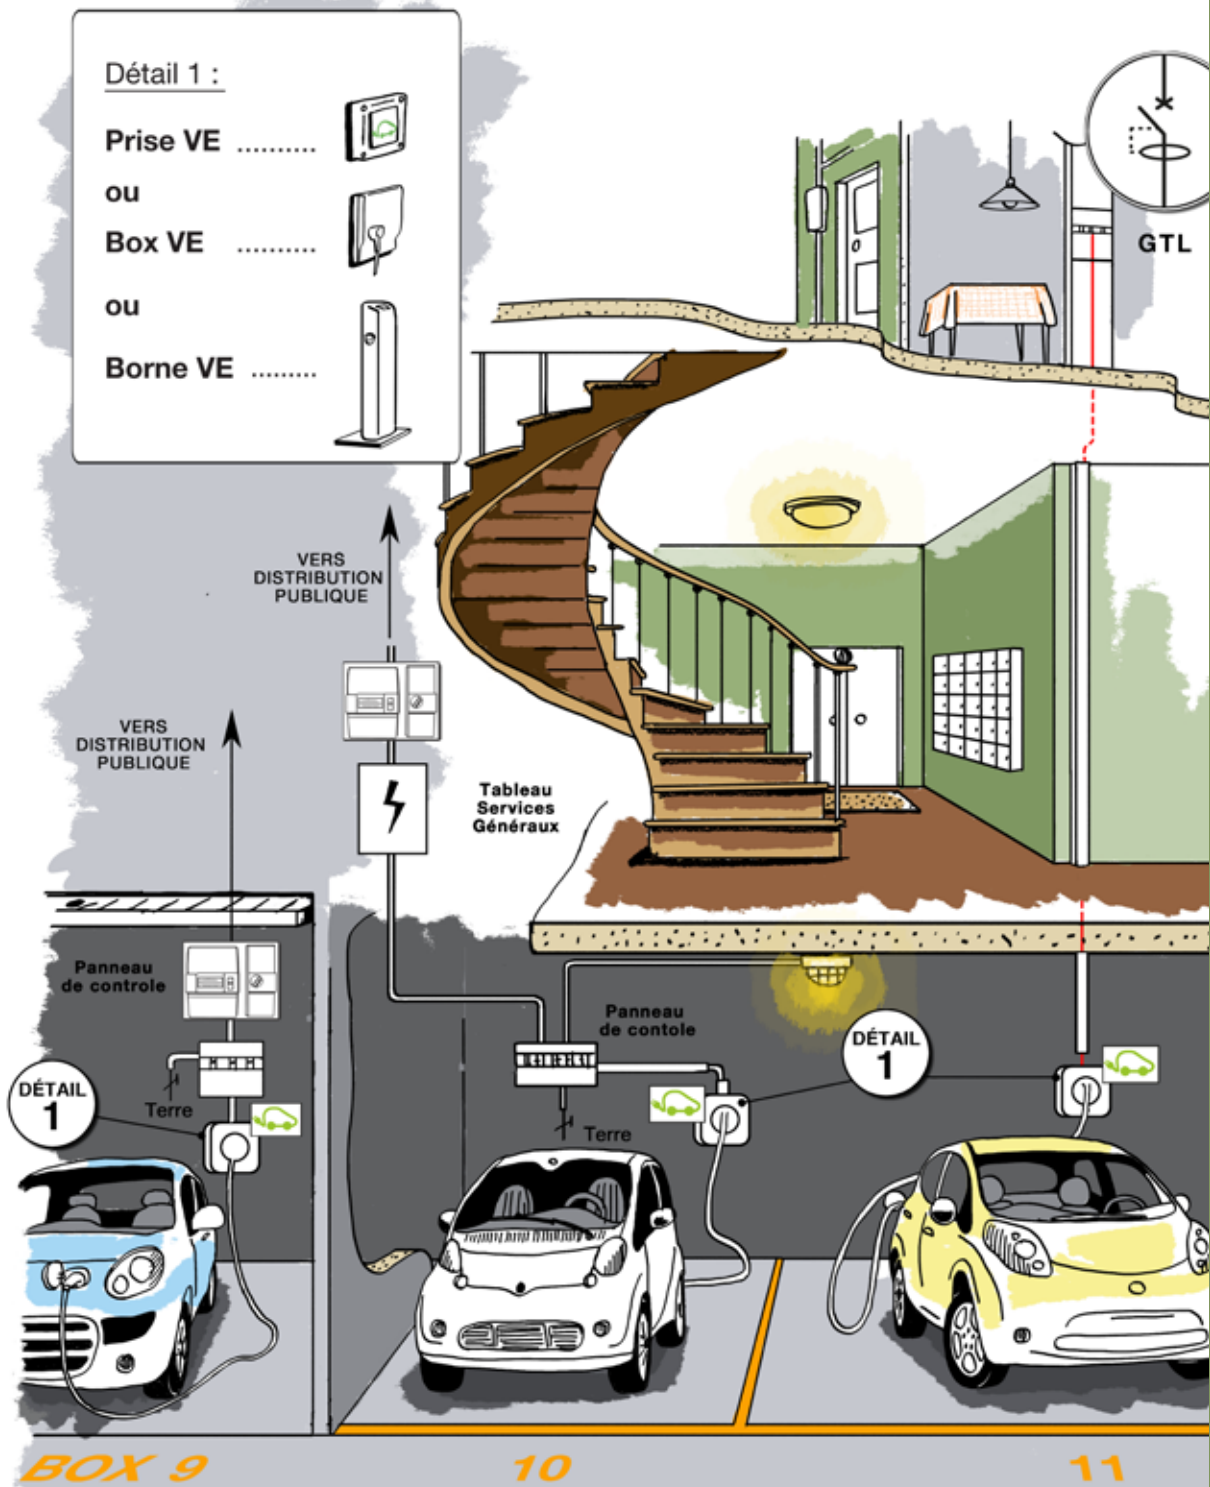 Détail 1 :
Prise VE ..........
ou
Box VE ..........
ou
Borne VE .........
GTL
VERS
DISTRIBUTION
PUBLIQUE
VERS
DISTRIBUTION
PUBLIQUE
Tableau
Services
Généraux
Panneau
de controle
Panneau
de contole
DÉTAIL
1
DÉTAIL
1
Terre
Terre
BOX 9
10
11